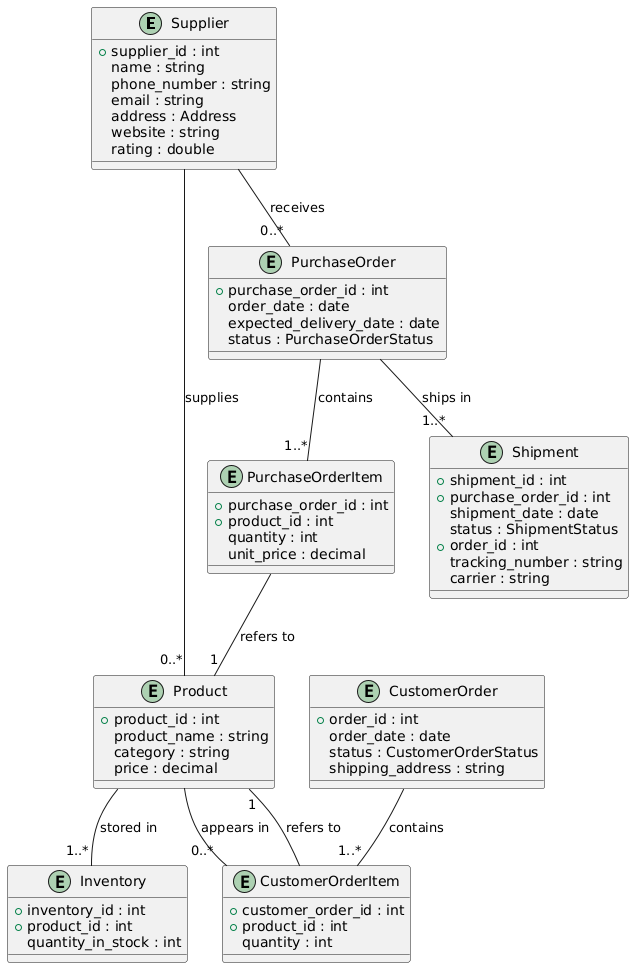 E Supplier
supplier_id : int
name : string
phone_number : string
email : string
address : Address
website : string
rating : double
receives
0..*
E PurchaseOrder
purchase_order_id : int
order_date : date
expected_delivery_date : date
status : PurchaseOrderStatus
supplies
contains
ships in
1..*
1..*
E PurchaseOrderItem
purchase_order_id : int
product_id : int
quantity : int
unit_price : decimal
E Shipment
shipment_id : int
purchase_order_id : int
shipment_date : date
status : ShipmentStatus
order_id : int
tracking_number : string
carrier : string
refers to
0..*
1
E Product
product_id : int
product_name : string
category : string
price : decimal
E CustomerOrder
order_id : int
order_date : date
status : CustomerOrderStatus
shipping_address : string
1
stored in
appears in
refers to
contains
1..*
0..*
1..*
E Inventory
inventory_id : int
product_id : int
quantity_in_stock : int
E CustomerOrderItem
customer_order_id : int
product_id : int
quantity : int